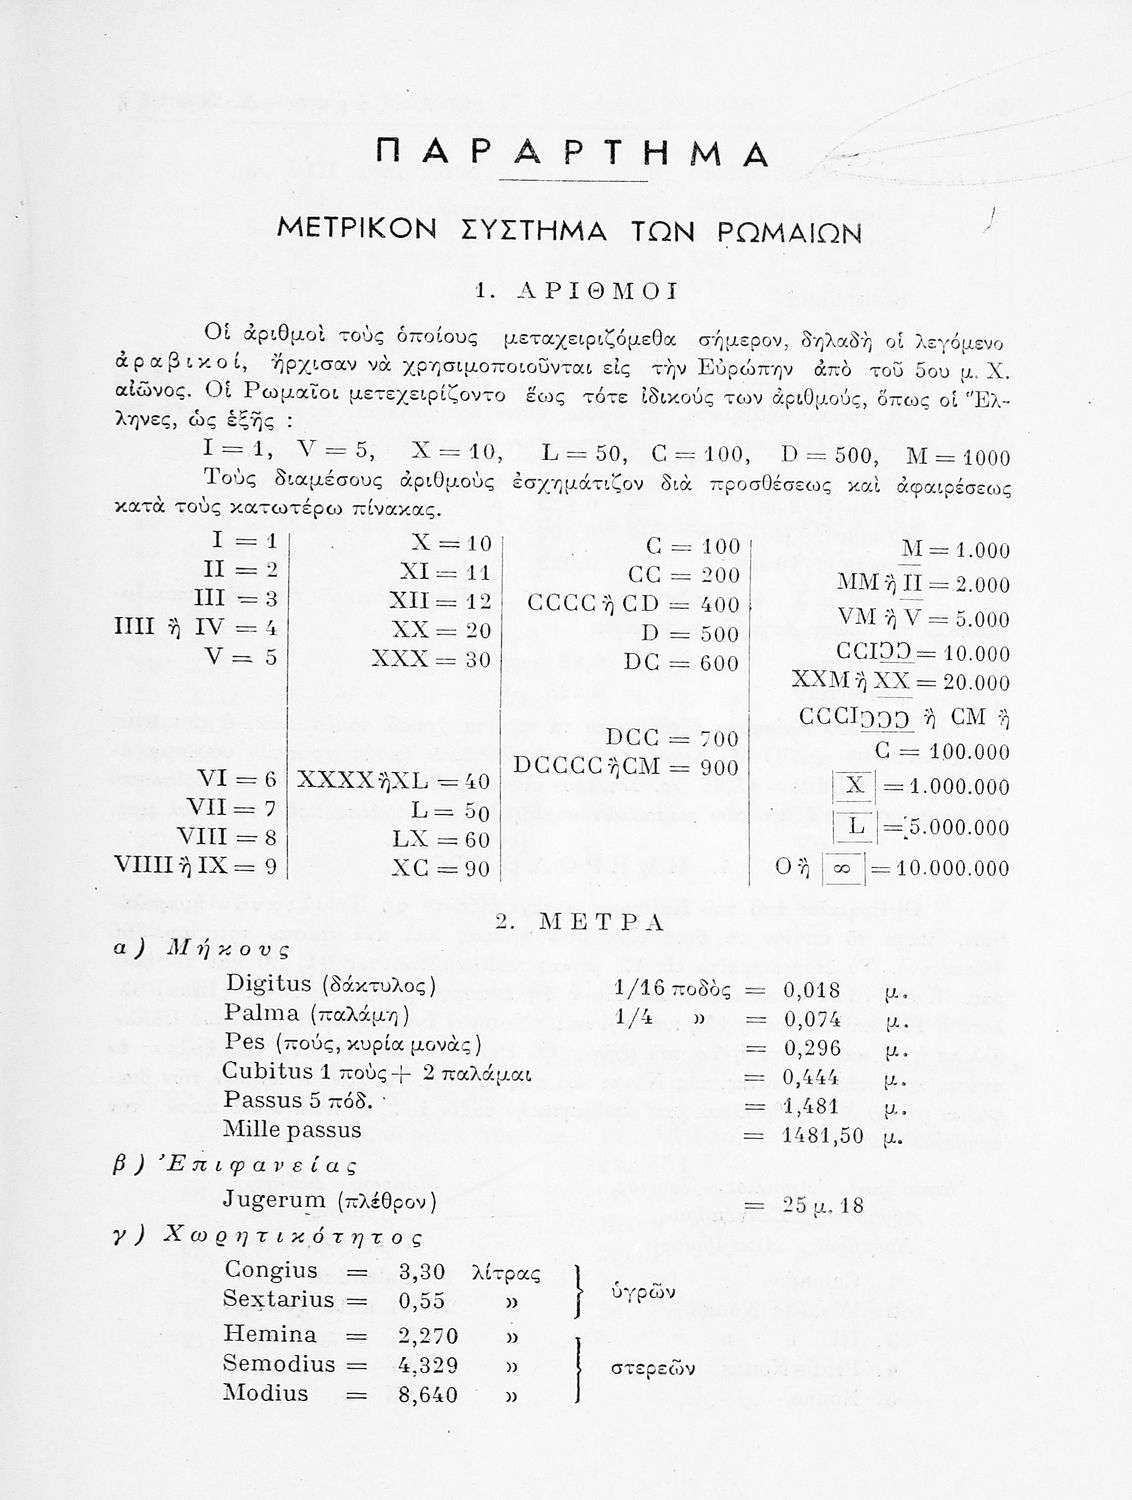 ΠΑΡΑΡΤΗΜΑ
ΜΕΤΡΙΚΟΝ ΣΥΣΤΗΜΑ ΤΩΝ ΡΩΜΑΙΩΝ
1. ΑΡΙΘΜΟΙ
Οἱ ἀριθμοὶ τοὺς ὁποίους μεταχειριζόμεθα σήμερον, δηλαδὴ οἱ λεγόμενο
ἀραβικοί, ἤρχισαν νὰ χρησιμοποιοῦνται εἰς τὴν Εὐρώπην ἀπὸ τοῦ 5ου μ. Χ.
αἰῶνος. Οἱ Ρωμαῖοι μετεχειρίζοντο ἕως τότε ἰδικούς των ἀριθμούς, ὅπως οἱ Ἕλ-
ληνες, ὡς ἑξῆς :
I = 1, V = 5, X = 10, L = 50, C = 100, D = 500, M = 1000
Τοὺς διαμέσους ἀριθμοὺς ἐσχημάτιζον διὰ προσθέσεως καὶ ἀφαιρέσεως
κατὰ τοὺς κατωτέρω πίνακας.
I = 1
II = 2
III = 3
IIII ἢ IV = 4
V = 5
VI = 6
VII = 7
VIII = 8
VIIII ἢ IX = 9
X = 10
XI = 11
XII = 12
XX = 20
XXX = 30
XXXX ἢ XL = 40
L = 50
LX = 60
XC = 90
C = 100
CC = 200
CCCC ἢ CD = 400
D = 500
DC = 600
DCC = 700
DCCCC ἢ CM = 900
M = 1.000
MM ἢ I̅I̅ = 2.000
VM ἢ V̅ = 5.000
CCIƆƆ = 10.000
XXM ἢ X̅X̅ = 20.000
CCCIƆƆƆ ἢ CM ἢ
C = 100.000
|X̅| = 1.000.000
|L̅| = 5.000.000
O ἢ |∞̅| = 10.000.000
2. ΜΕΤΡΑ
α) Μήκους
Digitus (δάκτυλος) 1/16 ποδὸς = 0,018 μ.
Palma (παλάμη) 1/4 » = 0,074 μ.
Pes (πούς, κυρία μονὰς) = 0,296 μ.
Cubitus 1 ποὺς + 2 παλάμαι = 0,444 μ.
Passus 5 πόδ. = 1,481 μ.
Mille passus = 1481,50 μ.
β) Ἐπιφανείας
Jugerum (πλέθρον) = 25 μ. 18
γ) Χωρητικότητος
Congius = 3,30 λίτρας
Sextarius = 0,55 »
ὑγρῶν
Hemina = 2,270 »
Semodius = 4,329 »
Modius = 8,640 »
στερεῶν